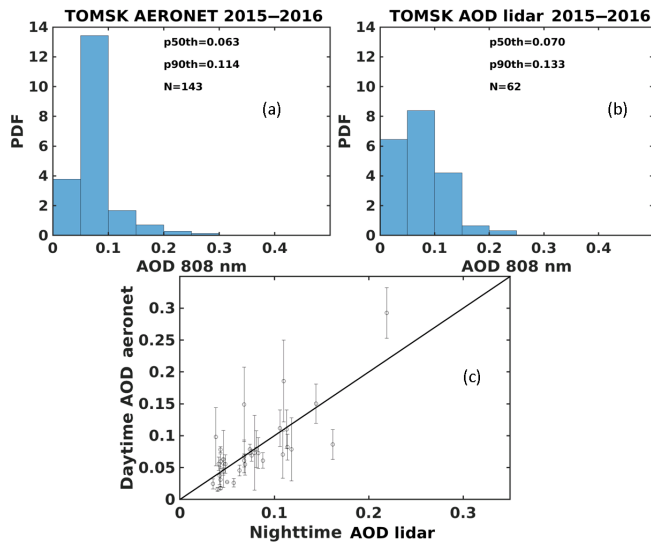 TOMSK AERONET 2015−2016
14
12
10
8
6
4
2
0
PDF
p50th=0.063
p90th=0.114
N=143
(a)
0 0.1 0.2 0.3 0.4
AOD 808 nm
TOMSK AOD lidar 2015−2016
14
12
10
8
6
4
2
0
PDF
p50th=0.070
p90th=0.133
N=62
(b)
0 0.1 0.2 0.3 0.4
AOD 808 nm
0.3
0.25
0.2
0.15
0.1
0.05
0
Daytime AOD aeronet
(c)
0 0.1 0.2 0.3
Nighttime AOD lidar